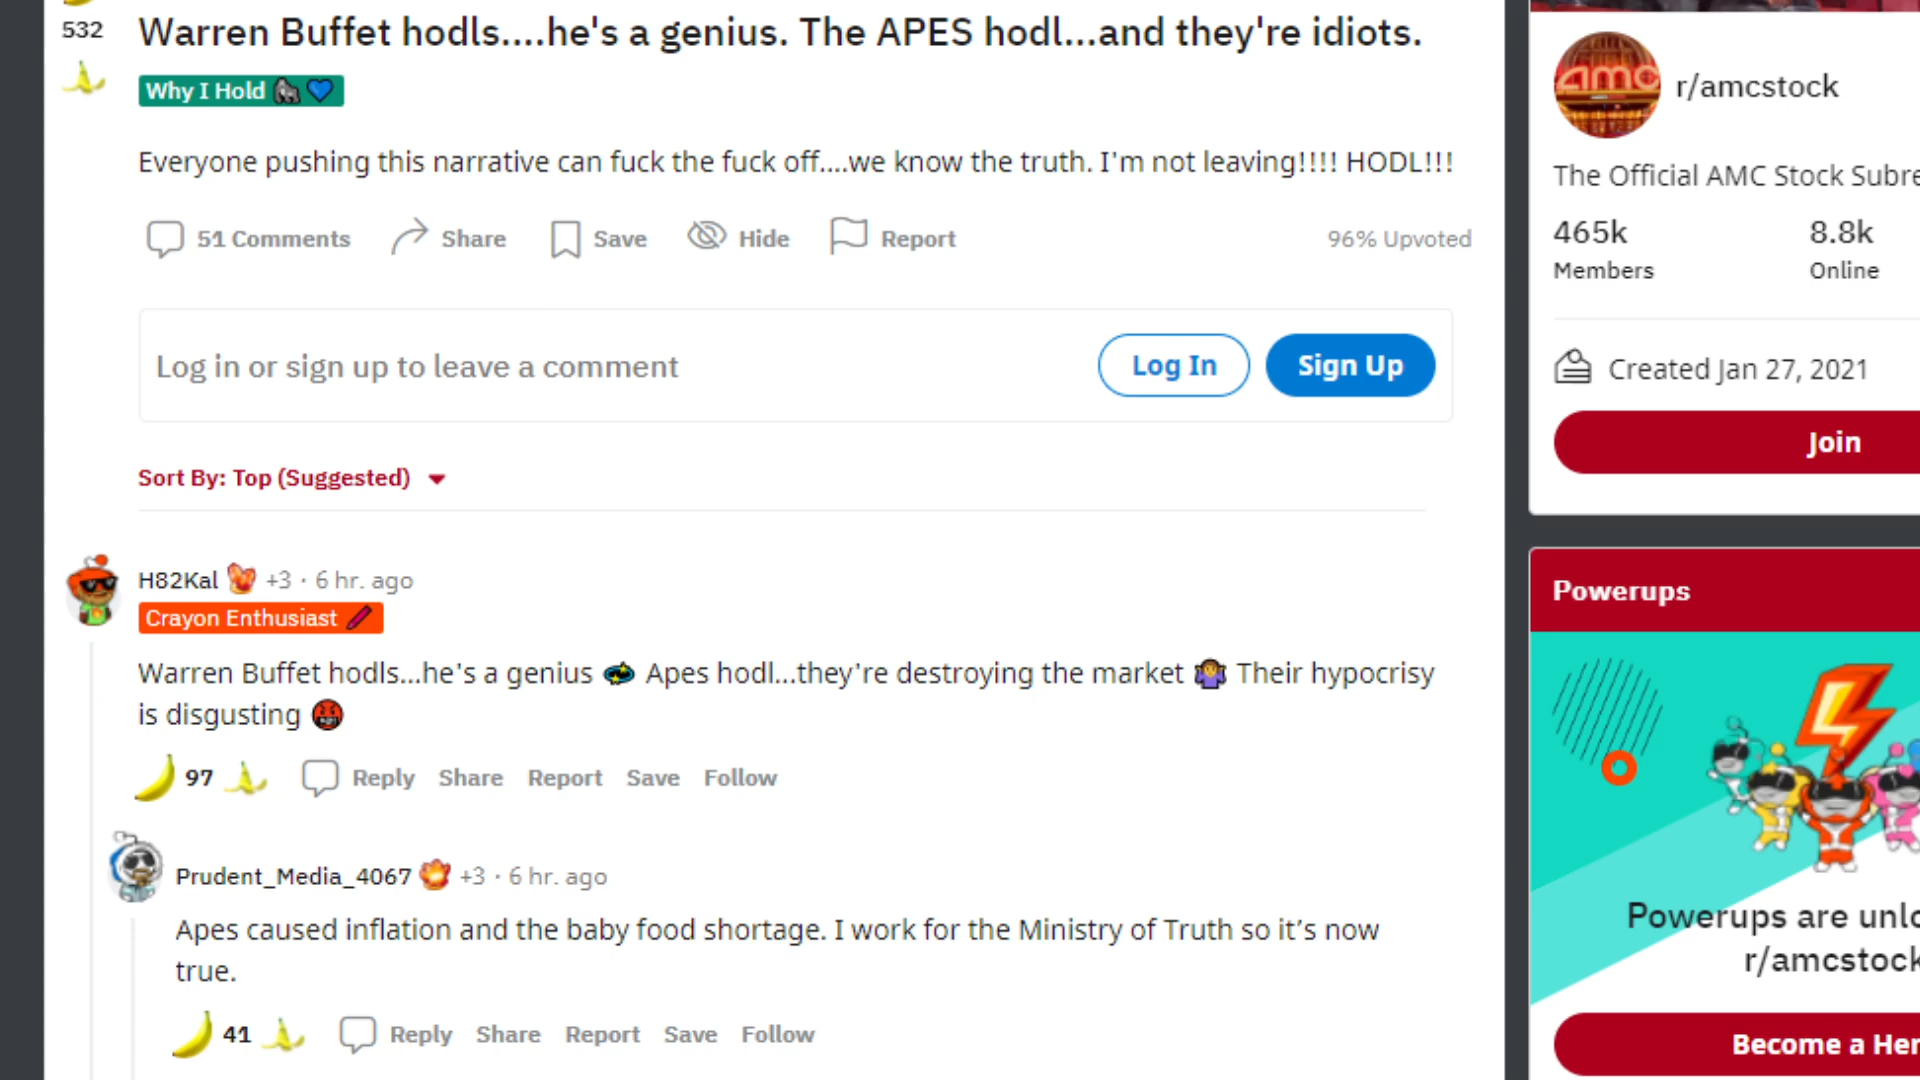 532
Warren Buffet hodls....he's a genius. The APES hodl...and they're idiots.
Why I Hold 🦍💙
Everyone pushing this narrative can fuck the fuck off....we know the truth. I'm not leaving!!!! HODL!!!
51 Comments Share Save Hide Report 96% Upvoted
Log in or sign up to leave a comment Log In Sign Up
Sort By: Top (Suggested)
H82Kal +3 · 6 hr. ago
Crayon Enthusiast 🖍
Warren Buffet hodls...he's a genius 💫 Apes hodl...they're destroying the market 🤷 Their hypocrisy
is disgusting 🤬
97 Reply Share Report Save Follow
Prudent_Media_4067 +3 · 6 hr. ago
Apes caused inflation and the baby food shortage. I work for the Ministry of Truth so it’s now
true.
41 Reply Share Report Save Follow
amc r/amcstock
The Official AMC Stock Subre
465k 8.8k
Members Online
Created Jan 27, 2021
Join
Powerups
Powerups are unlo
r/amcstock
Become a Her